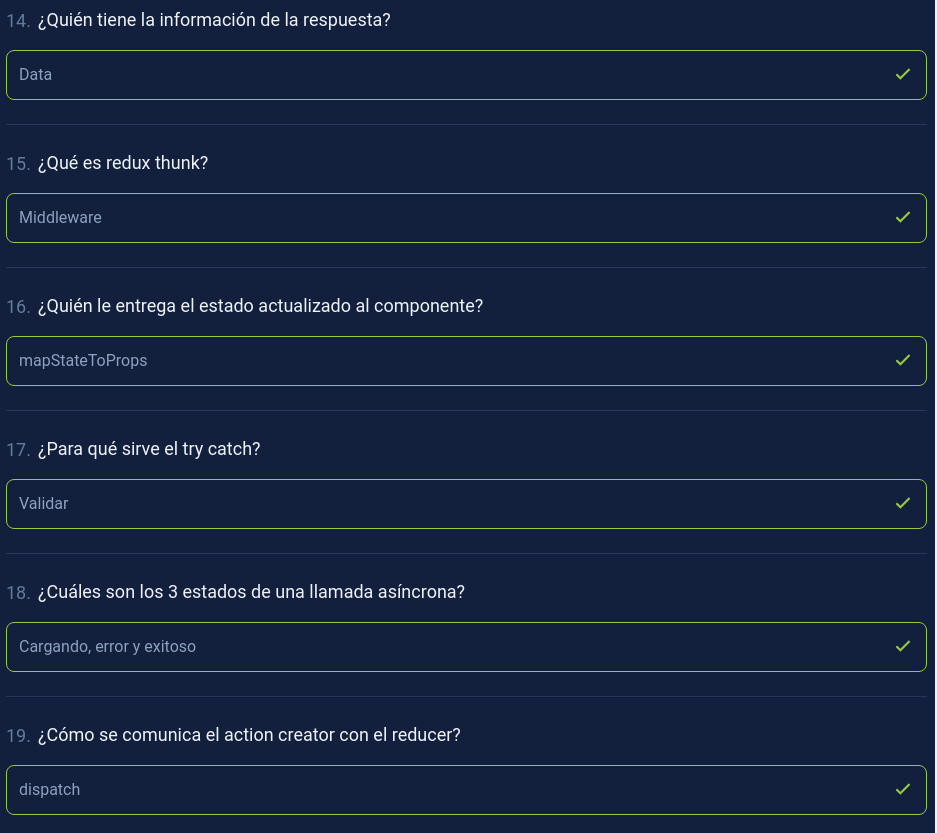 14. ¿Quién tiene la información de la respuesta?
Data
15. ¿Qué es redux thunk?
Middleware
16. ¿Quién le entrega el estado actualizado al componente?
mapStateToProps
17. ¿Para qué sirve el try catch?
Validar
18. ¿Cuáles son los 3 estados de una llamada asíncrona?
Cargando, error y exitoso
19. ¿Cómo se comunica el action creator con el reducer?
dispatch